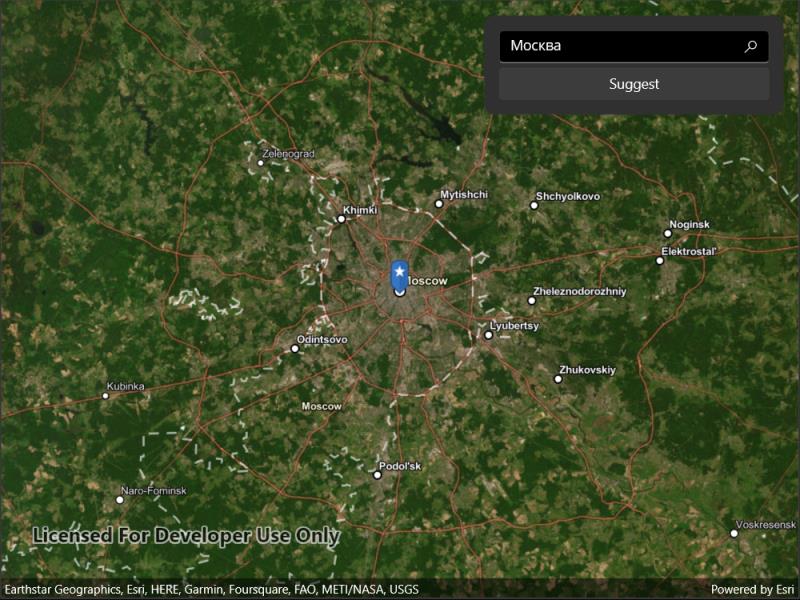 Москва
Suggest
Zelenograd
Mytishchi
Shchyolkovo
Khimki
Noginsk
Elektrostal'
Moscow
Zheleznodorozhniy
Lyubertsy
Odintsovo
Zhukovskiy
Kubinka
Moscow
Podol'sk
Naro-Fominsk
Voskresensk
Licensed For Developer Use Only
Earthstar Geographics, Esri, HERE, Garmin, Foursquare, FAO, METI/NASA, USGS
Powered by Esri